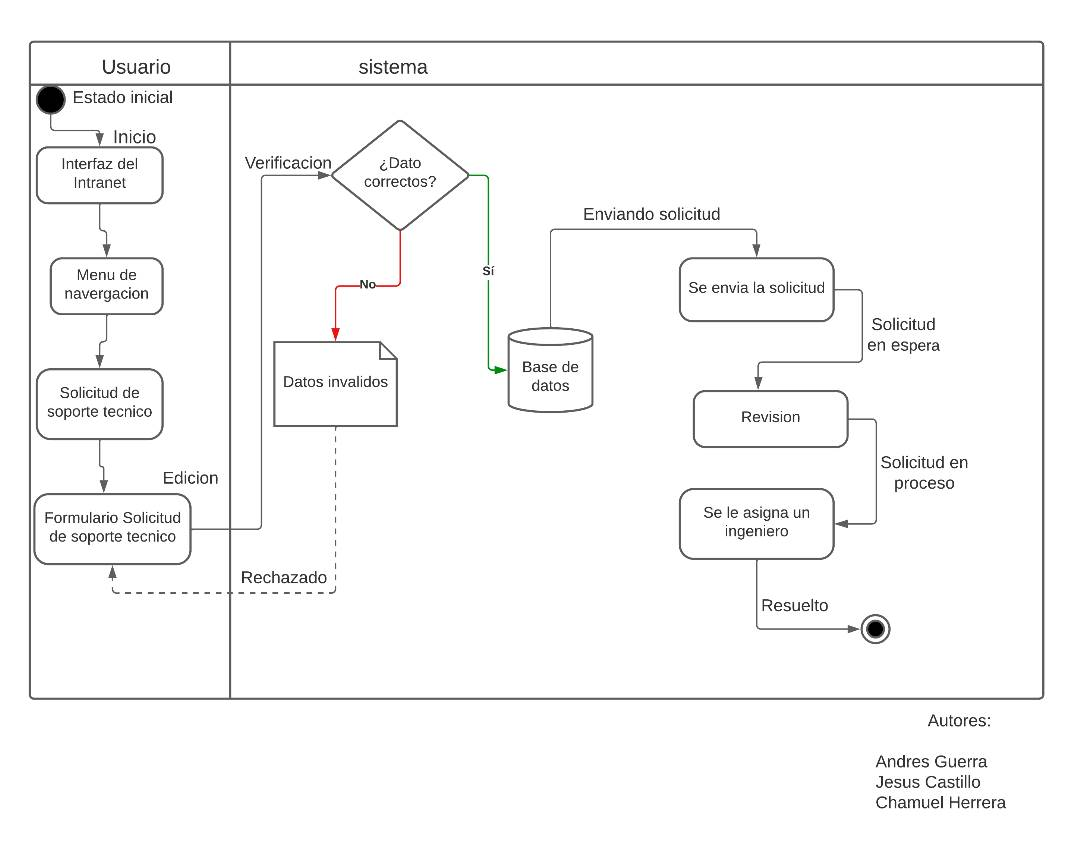 Usuario
sistema
Estado inicial
Inicio
Interfaz del
Intranet
Menu de
navergacion
Solicitud de
soporte tecnico
Edicion
Formulario Solicitud
de soporte tecnico
Verificacion
¿Dato
correctos?
No
Sí
Datos invalidos
Rechazado
Base de
datos
Enviando solicitud
Se envia la solicitud
Solicitud
en espera
Revision
Solicitud en
proceso
Se le asigna un
ingeniero
Resuelto
Autores:
Andres Guerra
Jesus Castillo
Chamuel Herrera